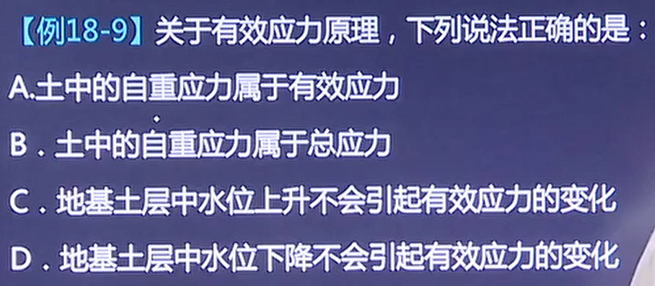 【例18-9】关于有效应力原理，下列说法正确的是：
A.土中的自重应力属于有效应力
B．土中的自重应力属于总应力
C．地基土层中水位上升不会引起有效应力的变化
D．地基土层中水位下降不会引起有效应力的变化